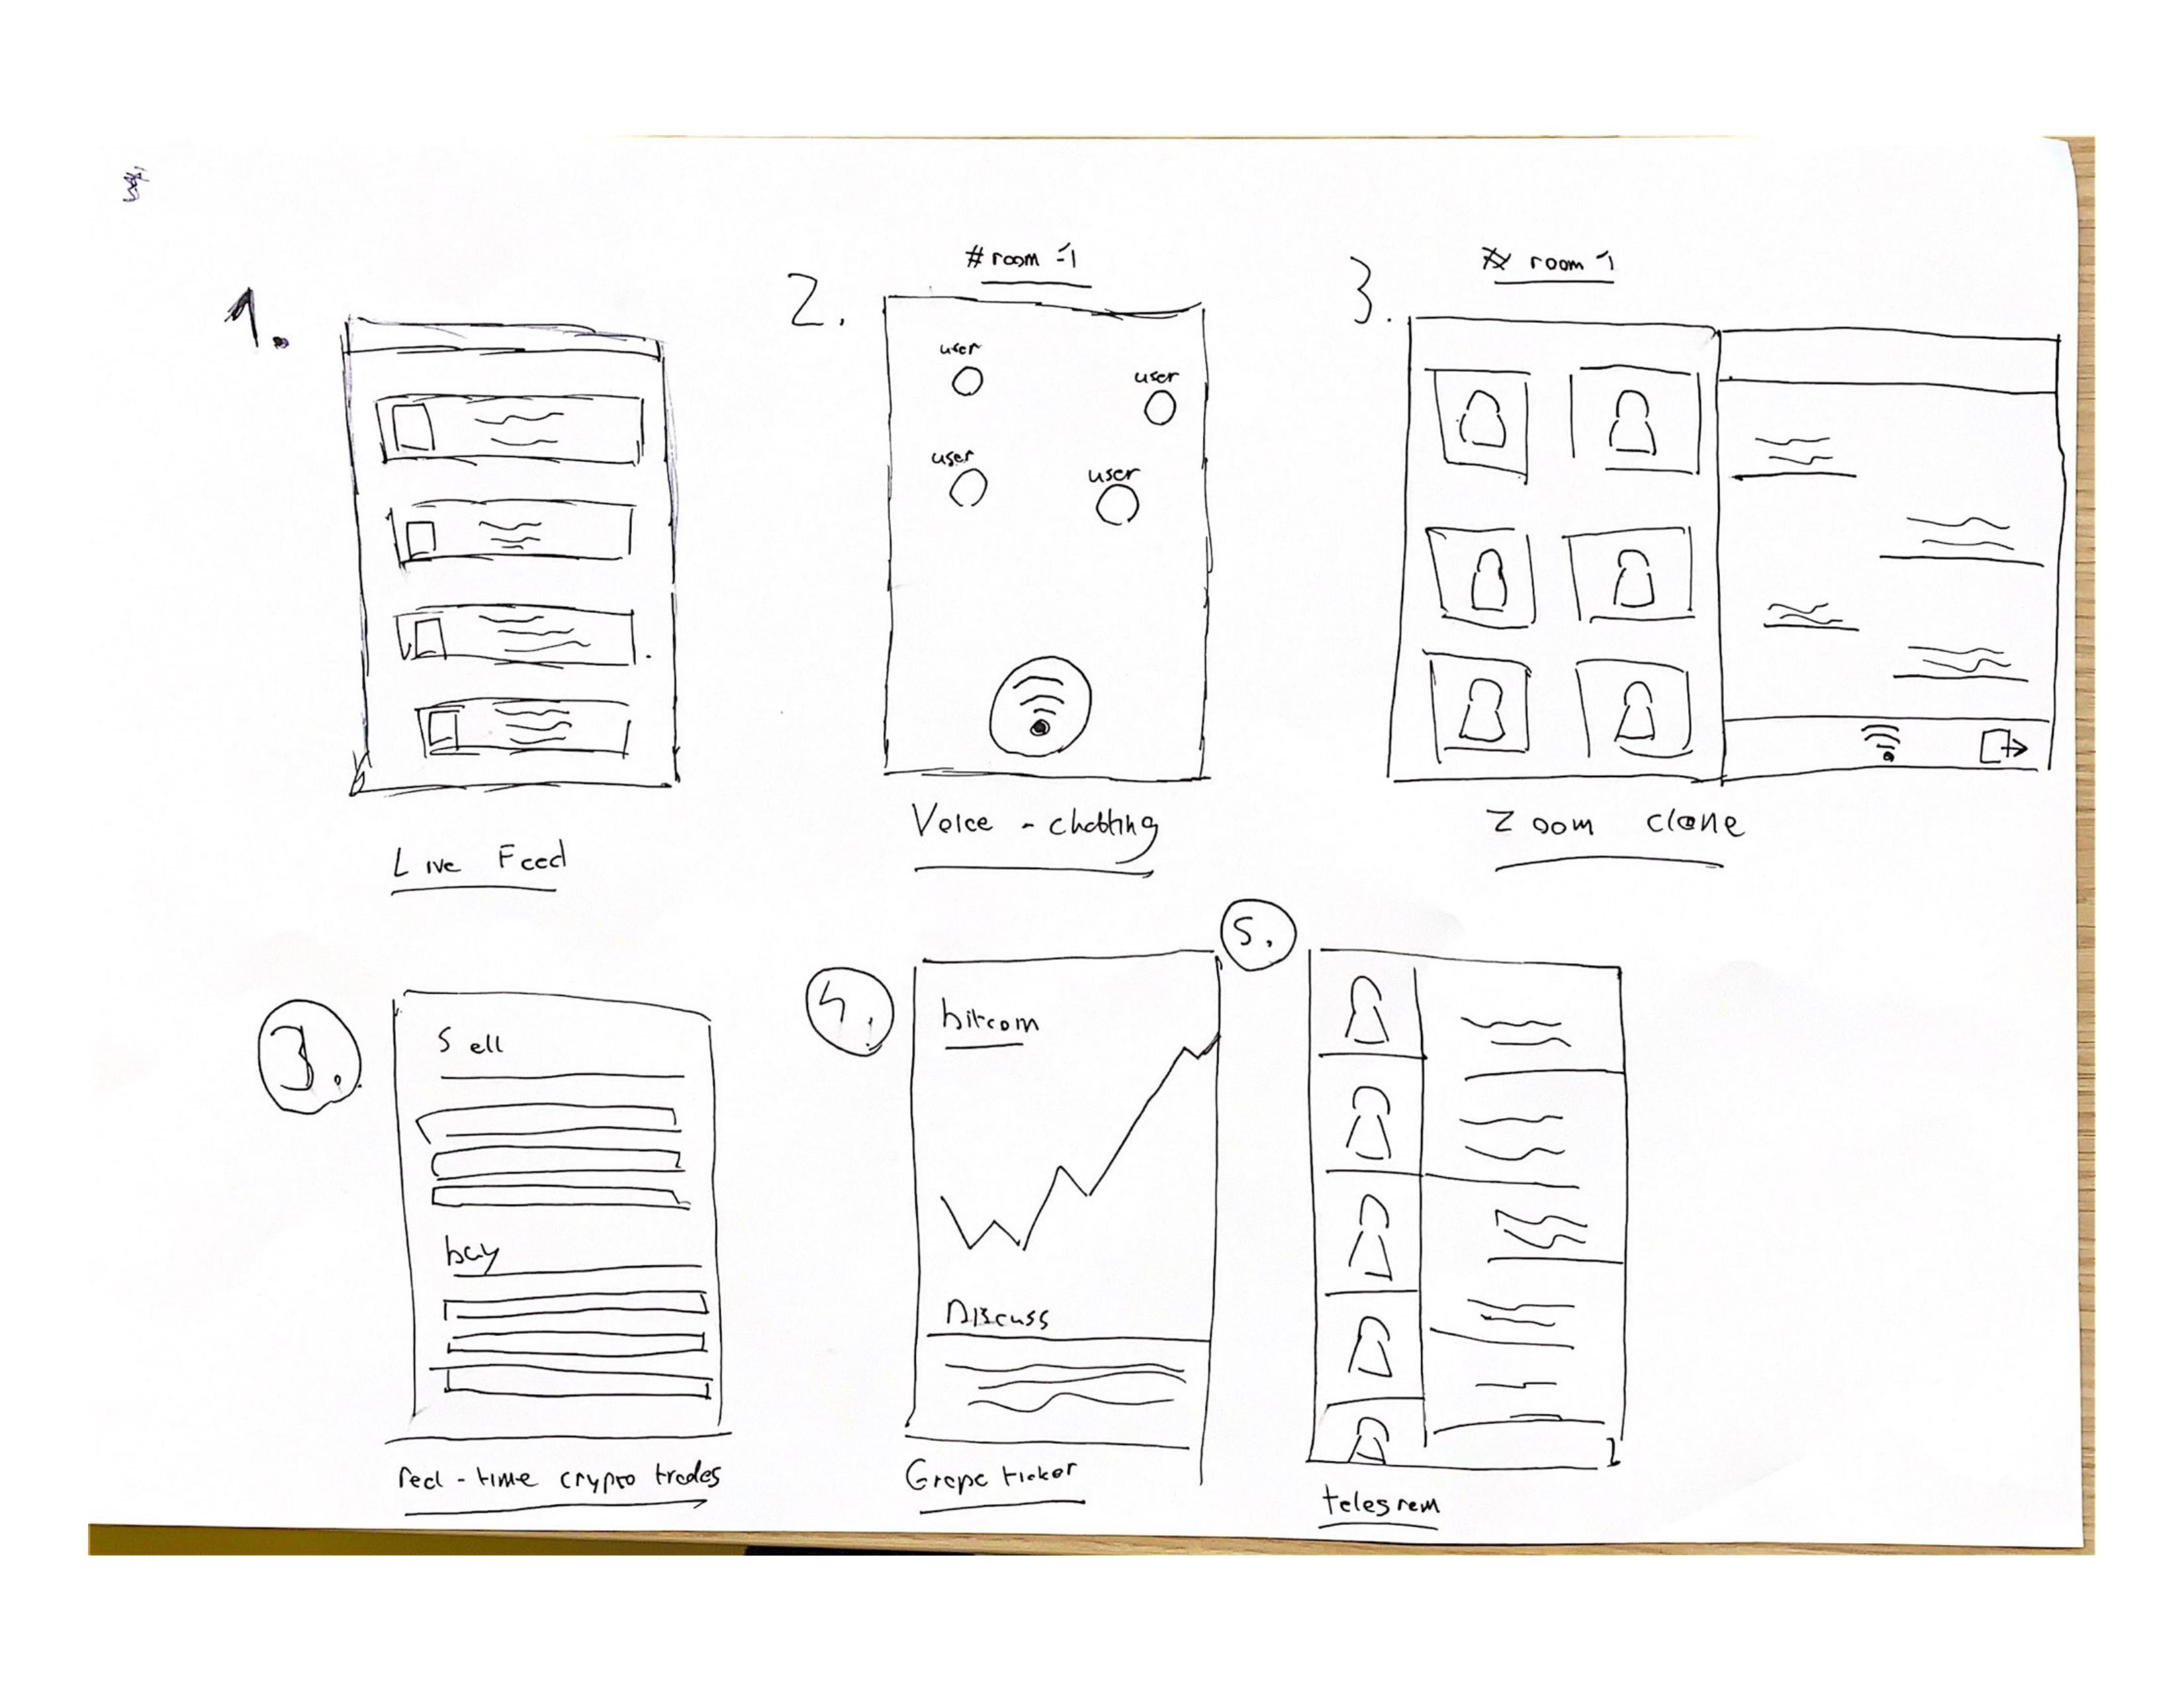 1.
Live Feed
2.
#room -1
user
user
user
user
Voice - chatting
3.
room 1
Zoom clone
3.
Sell
buy
real - time crypto trades
4.
bitcoin
Discuss
Grape ticker
5.
telegram